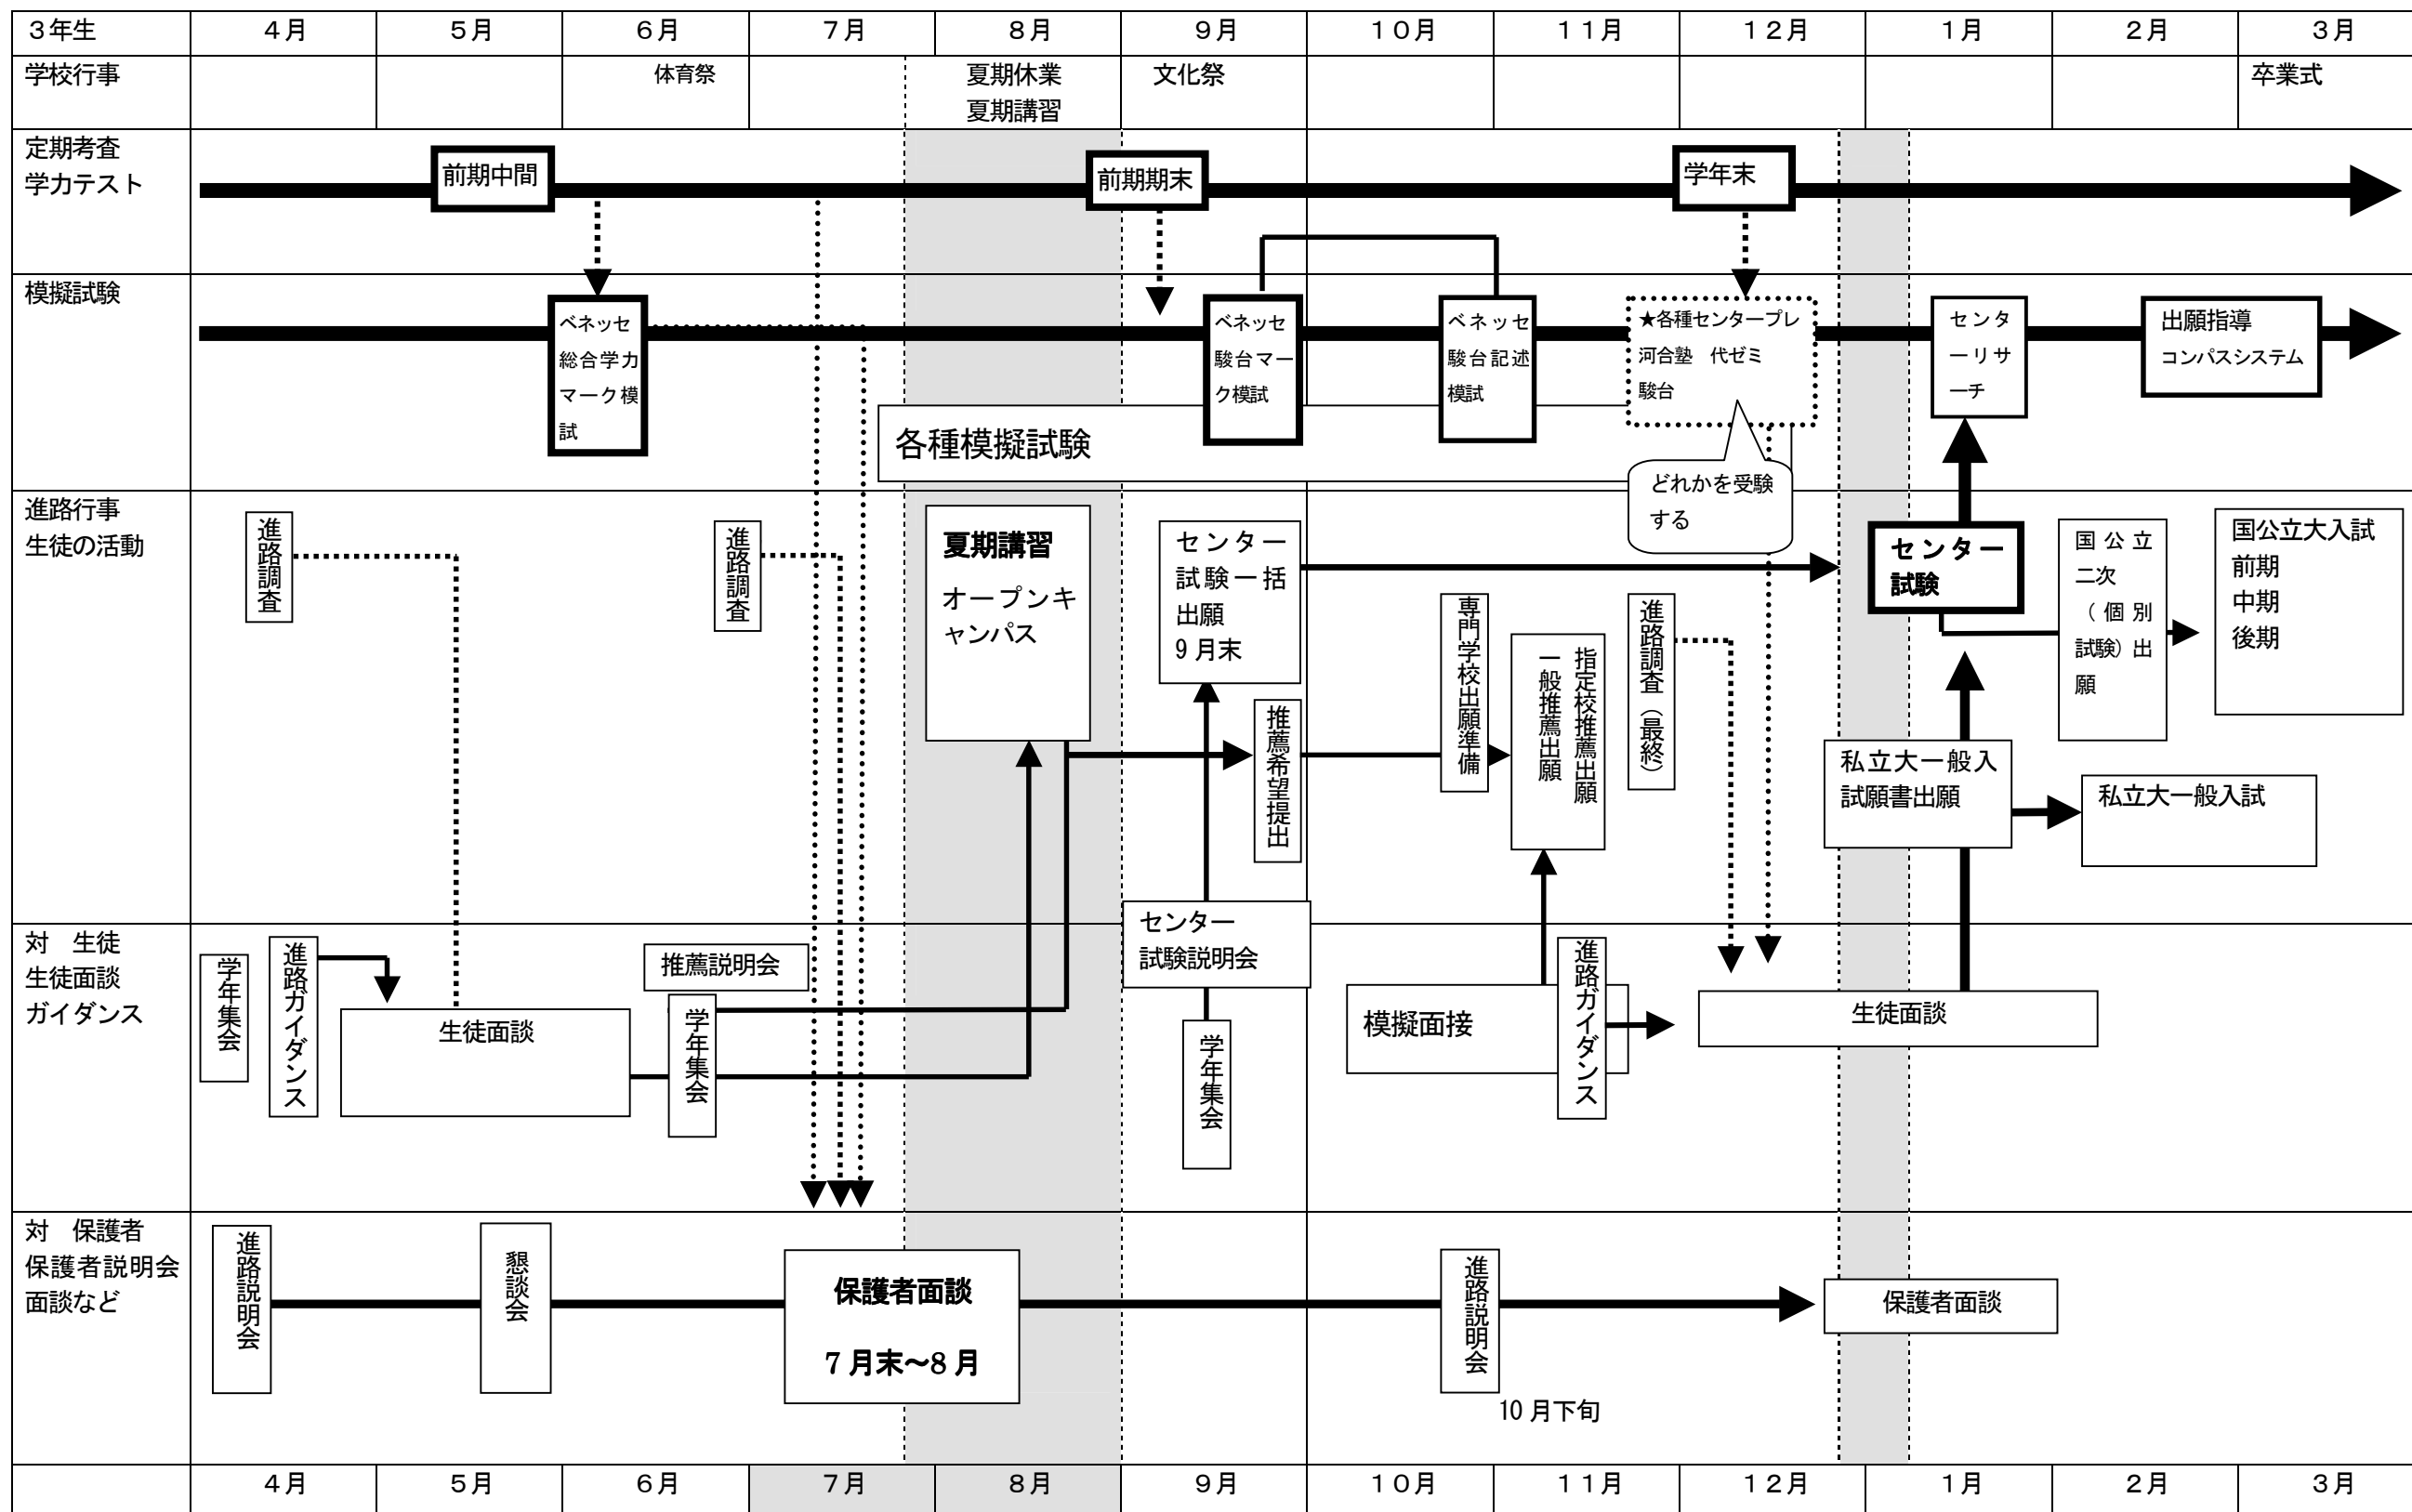 ３年生
４月
５月
６月
７月
８月
９月
１０月
１１月
１２月
１月
２月
３月
学校行事
体育祭
夏期休業
夏期講習
文化祭
卒業式
定期考査
学力テスト
前期中間
前期期末
学年末
模擬試験
ベネッセ
総合学力
マーク模
試
各種模擬試験
ベネッセ
駿台マー
ク模試
ベネッセ
駿台記述
模試
★各種センタープレ
河合塾　代ゼミ
駿台
どれかを受験
する
センタ
ーリサ
ーチ
出願指導
コンパスシステム
進路行事
生徒の活動
進路調査
進路調査
夏期講習
オープンキ
ャンパス
センター
試験一括
出願
9 月末
推薦希望提出
専門学校出願準備
指定校推薦出願
一般推薦出願
進路調査（最終）
センター
試験
私立大一般入
試願書出願
国公立
二次
（個別
試験）出
願
国公立大入試
前期
中期
後期
私立大一般入試
対　生徒
生徒面談
ガイダンス
学年集会
進路ガイダンス
生徒面談
推薦説明会
学年集会
センター
試験説明会
学年集会
模擬面接
進路ガイダンス
生徒面談
対　保護者
保護者説明会
面談など
進路説明会
懇談会
保護者面談
7 月末～8 月
進路説明会
10 月下旬
保護者面談
４月
５月
６月
７月
８月
９月
１０月
１１月
１２月
１月
２月
３月